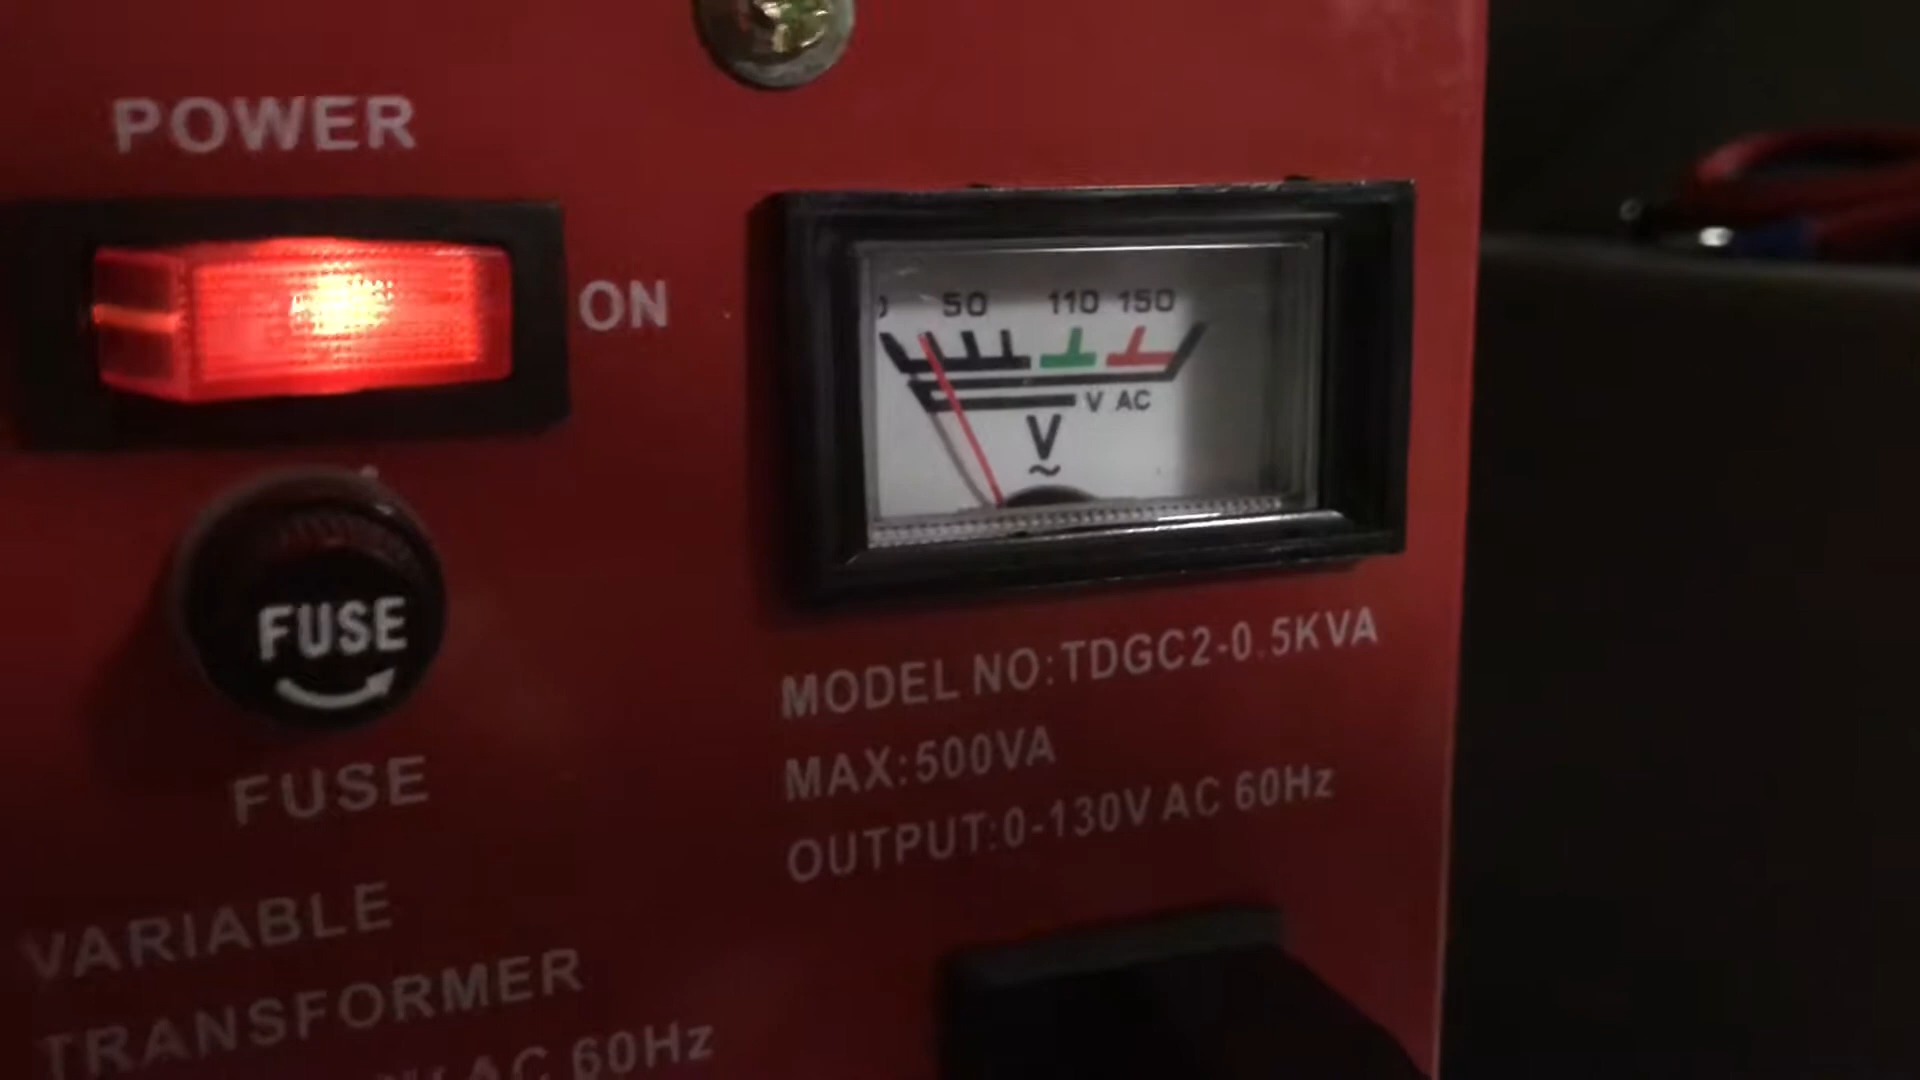 POWER
ON
50 110 150
V AC
V
~
FUSE
FUSE
MODEL NO:TDGC2-0.5KVA
MAX:500VA
OUTPUT:0-130V AC 60Hz
VARIABLE
TRANSFORMER
AC 60Hz